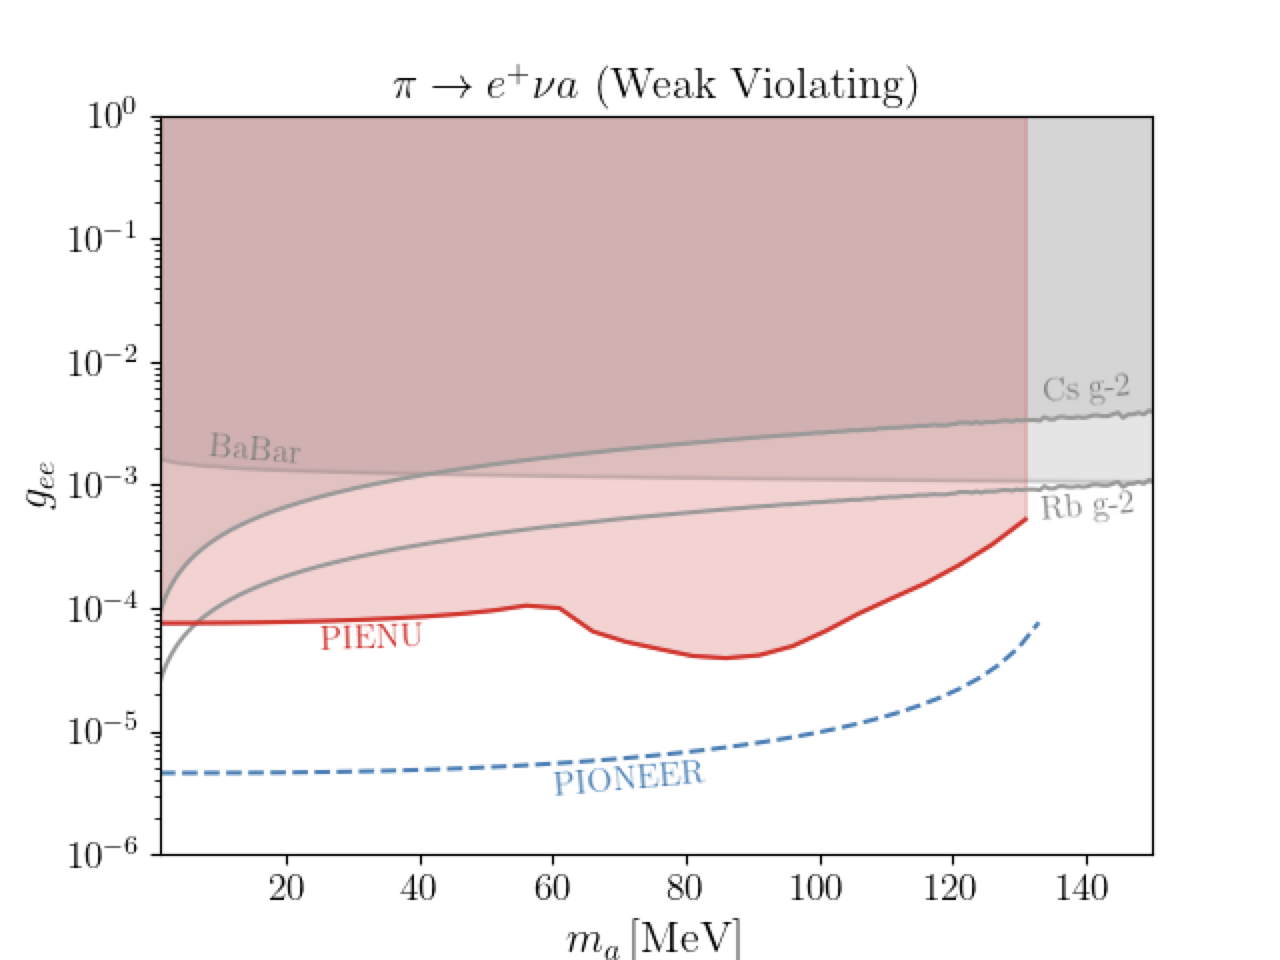 π → e⁺νa (Weak Violating)
10⁰
10⁻¹
10⁻²
10⁻³
10⁻⁴
10⁻⁵
10⁻⁶
g_ee
Cs g-2
BaBar
Rb g-2
PIENU
PIONEER
20 40 60 80 100 120 140
m_a [MeV]